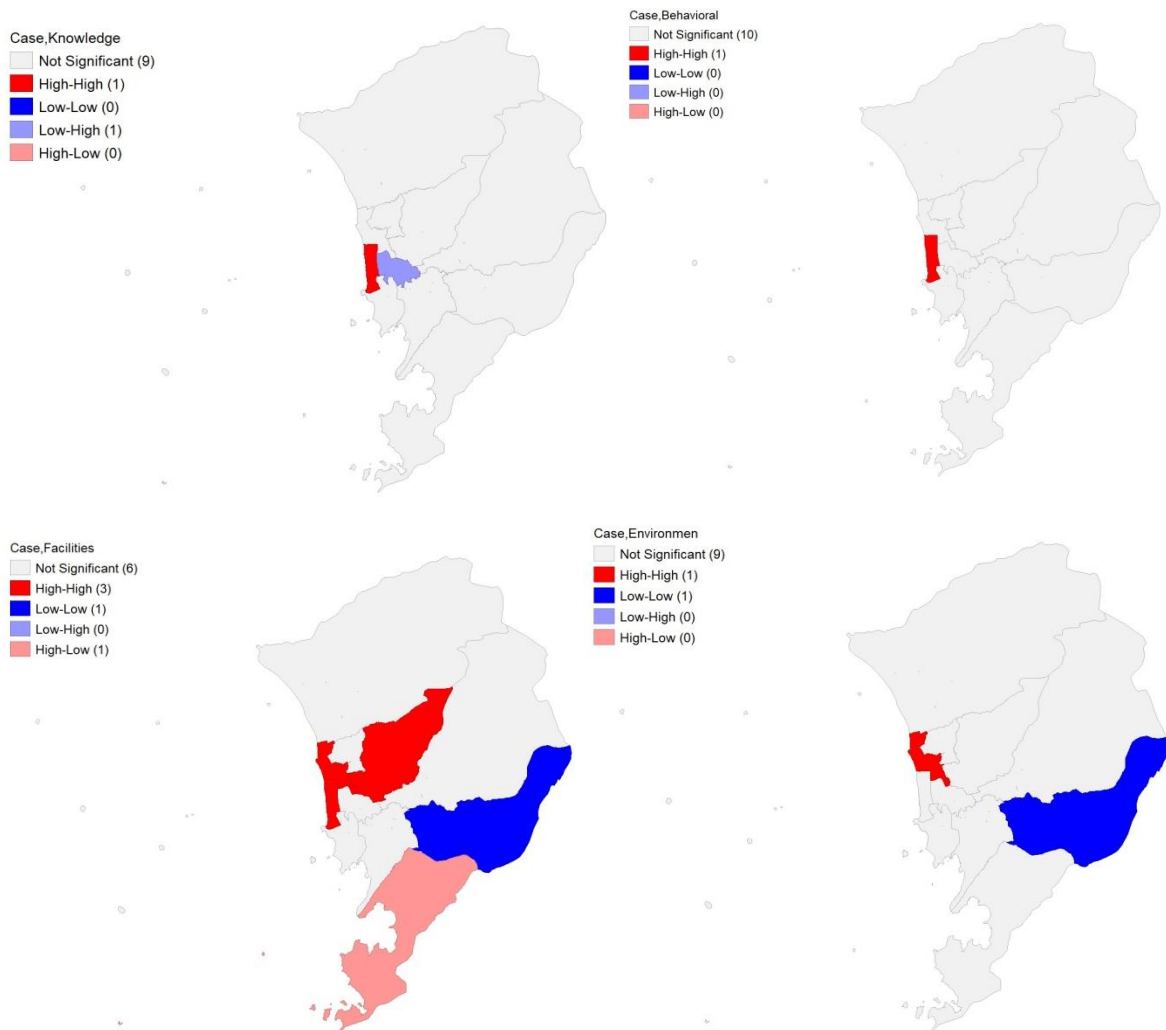 Case,Knowledge
Not Significant (9)
High-High (1)
Low-Low (0)
Low-High (1)
High-Low (0)
Case,Behavioral
Not Significant (10)
High-High (1)
Low-Low (0)
Low-High (0)
High-Low (0)
Case,Facilities
Not Significant (6)
High-High (3)
Low-Low (1)
Low-High (0)
High-Low (1)
Case,Environmen
Not Significant (9)
High-High (1)
Low-Low (1)
Low-High (0)
High-Low (0)